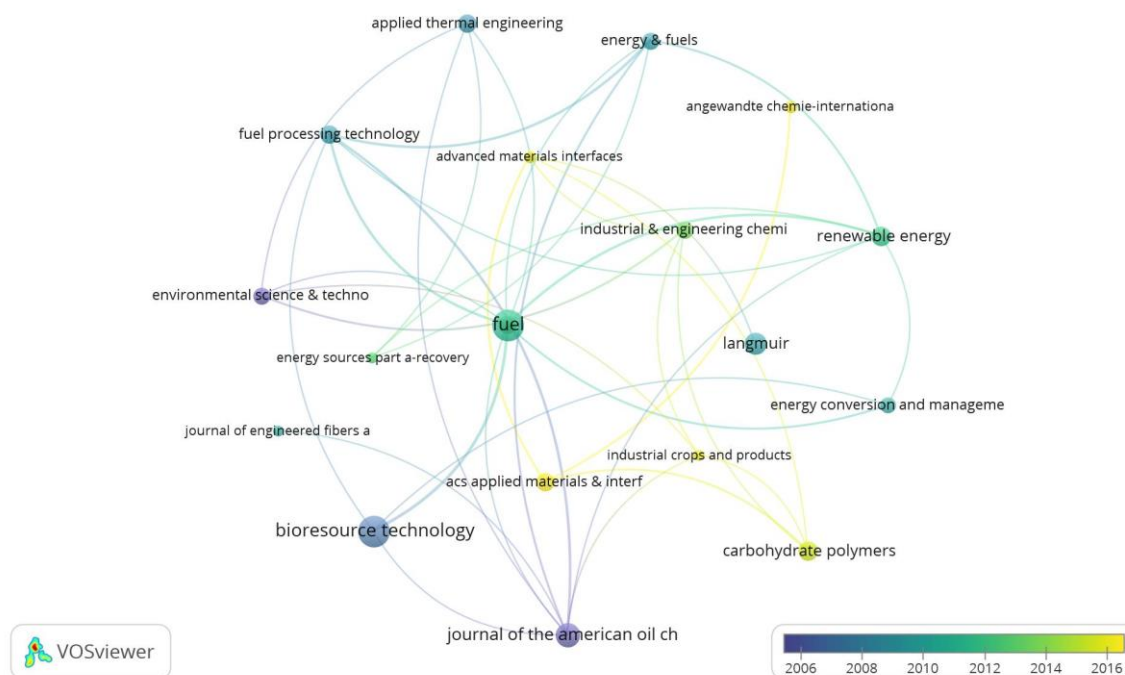 applied thermal engineering
energy & fuels
angewandte chemie-internationa
fuel processing technology
advanced materials interfaces
industrial & engineering chemi
renewable energy
environmental science & techno
fuel
langmuir
energy sources part a-recovery
energy conversion and manageme
journal of engineered fibers a
industrial crops and products
acs applied materials & interf
bioresource technology
carbohydrate polymers
journal of the american oil ch
VOSviewer
2006 2008 2010 2012 2014 2016